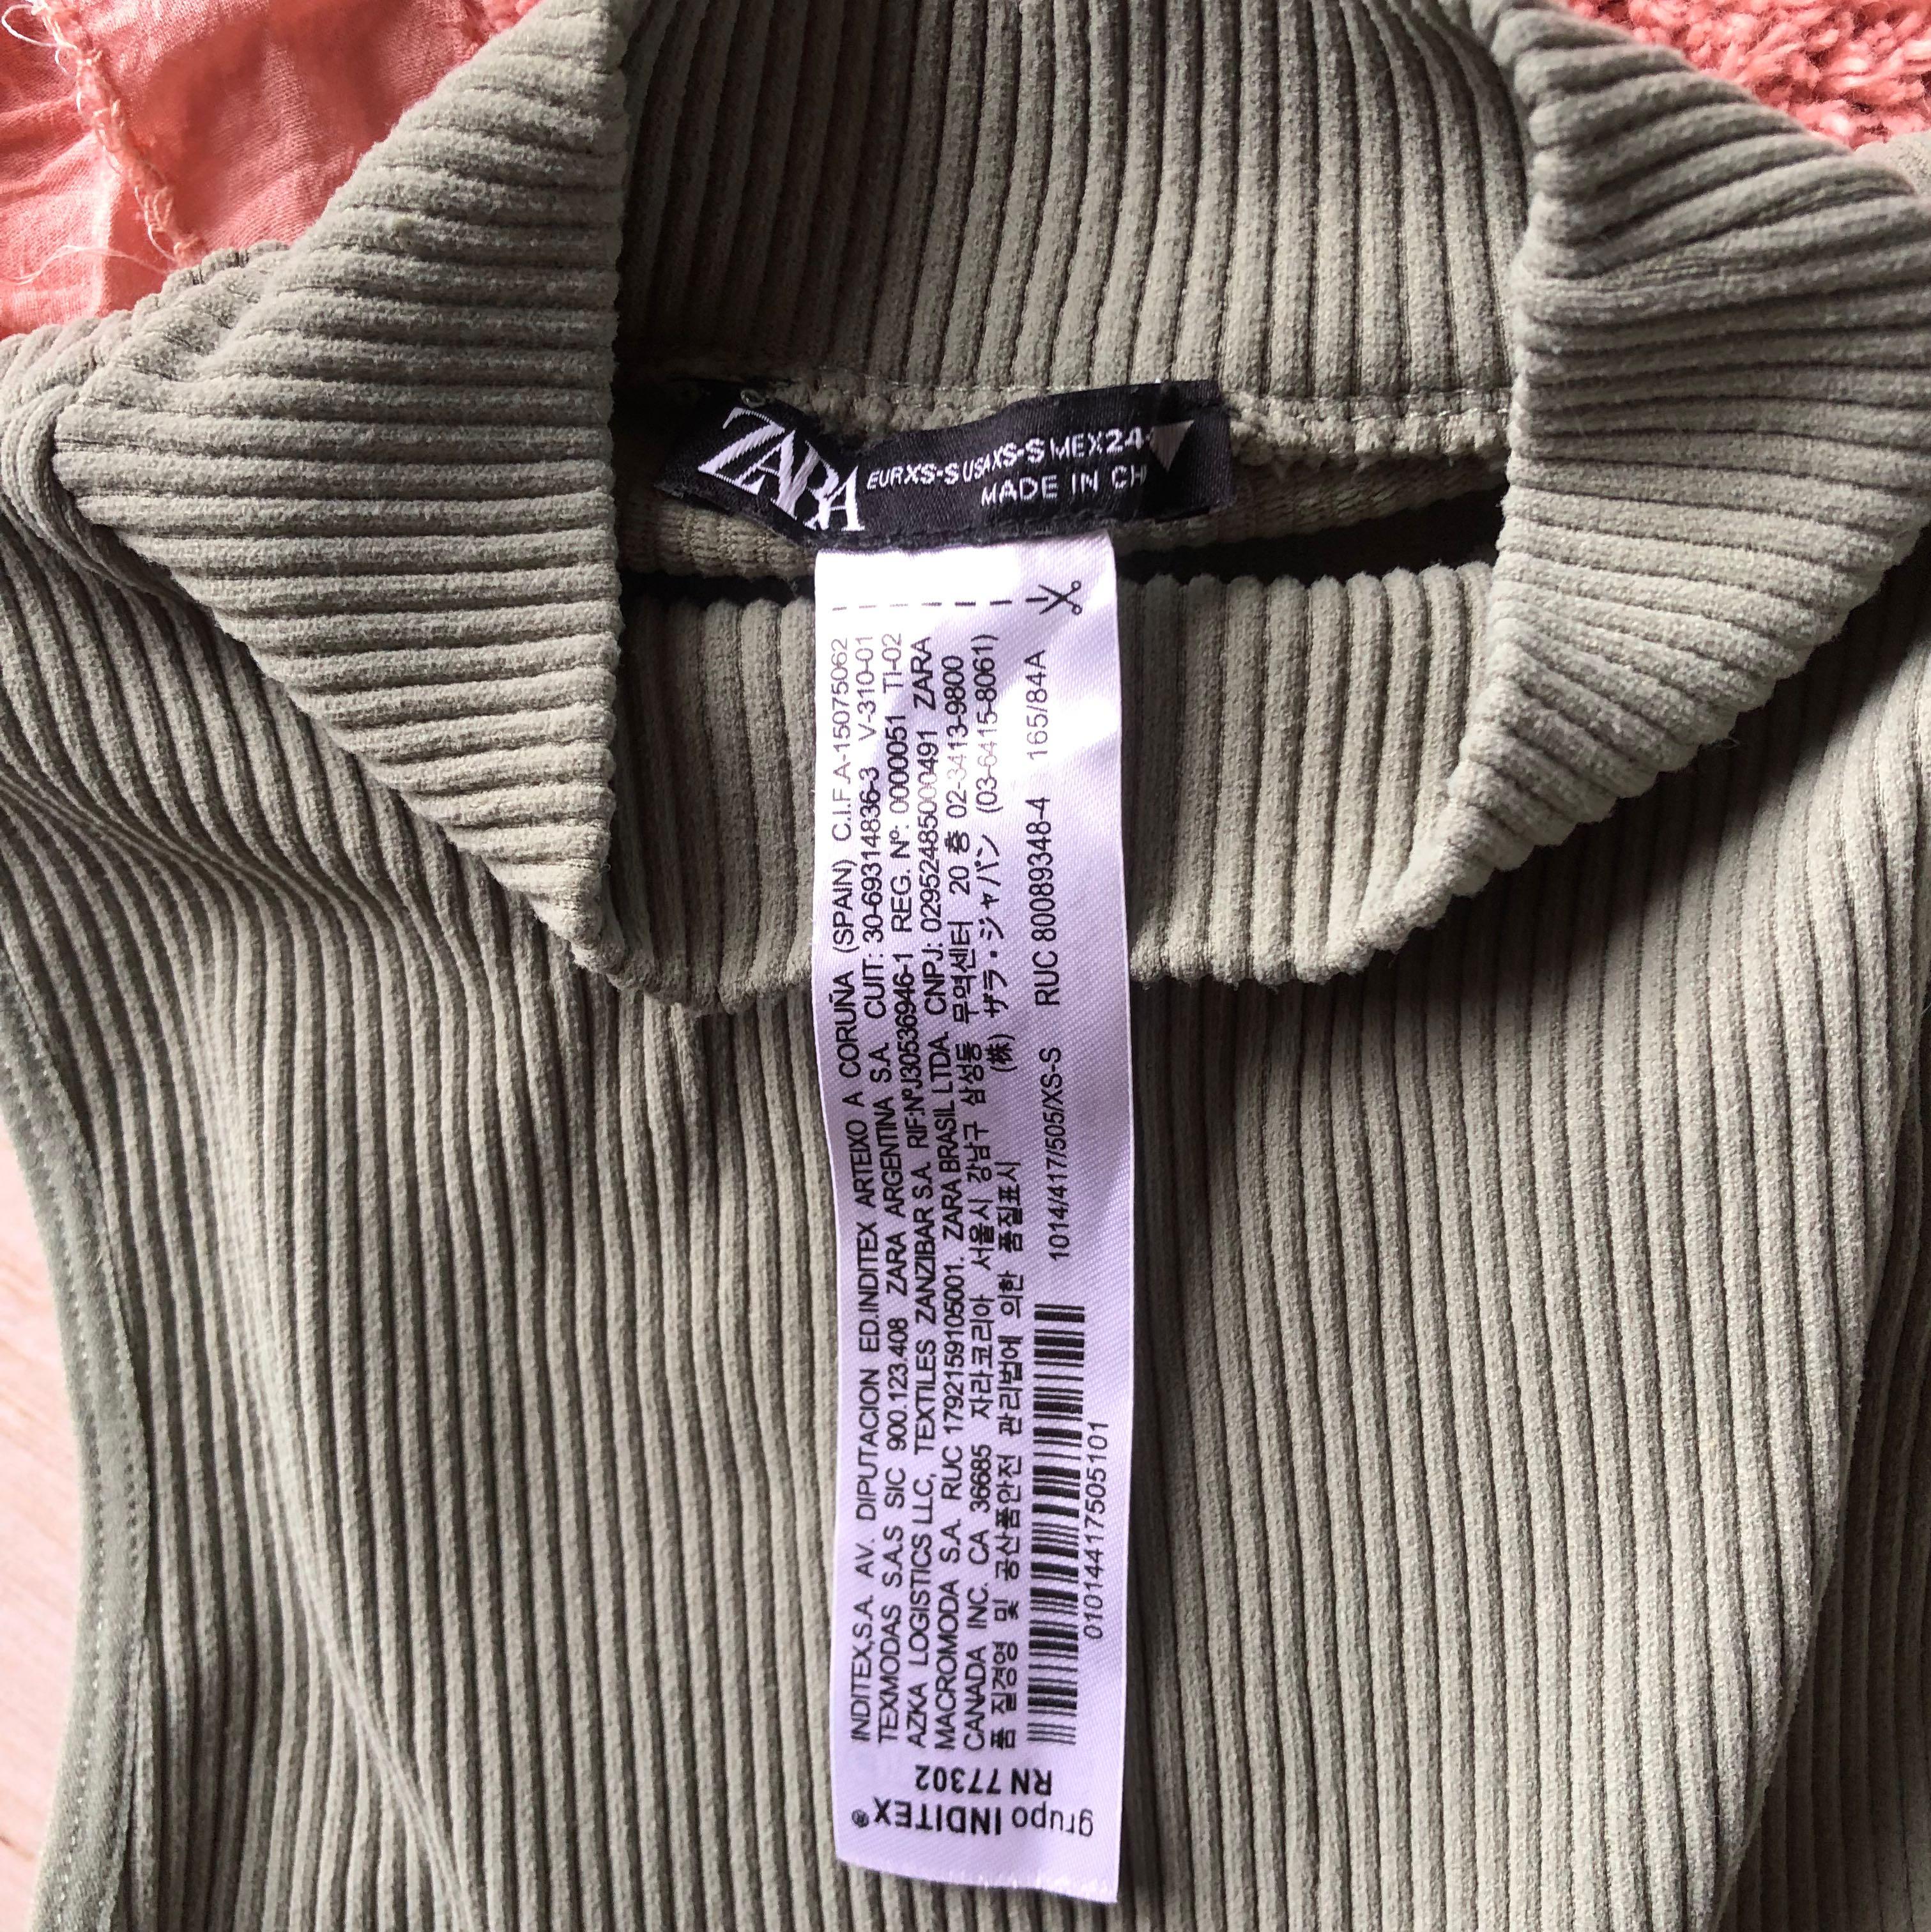 ZARA
EUR XS-S USA XS-S MEX 24
MADE IN CH
INDITEX,S.A. AV. DIPUTACION ED.INDITEX ARTEIXO A CORUÑA (SPAIN) C.I.F.A-15075062
TEXMODAS S.A.S SIC 900.123.408 ZARA ARGENTINA S.A. CUIT: 30-69314836-3 V-310-01
AZKA LOGISTICS LLC, TEXTILES ZANZIBAR S.A. RIF:NºJ30536946-1 REG. Nº: 0000051 TI-02
MACROMODA S.A. RUC 1792159105001. ZARA BRASIL LTDA. CNPJ: 02952485000491 ZARA
CANADA INC. CA 36685 자라코리아 서울시 강남구 삼성동 무역센터 20 층 02-3413-9800
품 질경영 및 공산품안전 관리법에 의한 품질표시 (株) ザラ・ジャパン (03-6415-8061)
1014/417/505/XS-S RUC 80089348-4 165/84A
01014417505101
RN 77302
grupo INDITEX®